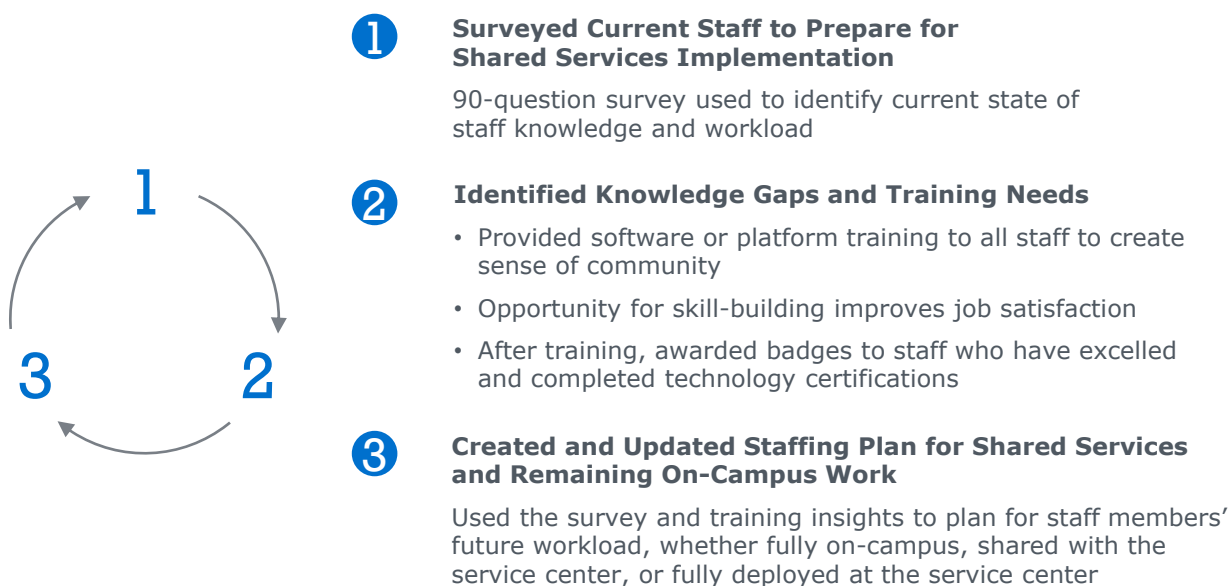 1
Surveyed Current Staff to Prepare for
Shared Services Implementation
90-question survey used to identify current state of
staff knowledge and workload
1
2
3
2
Identified Knowledge Gaps and Training Needs
• Provided software or platform training to all staff to create
sense of community
• Opportunity for skill-building improves job satisfaction
• After training, awarded badges to staff who have excelled
and completed technology certifications
3
Created and Updated Staffing Plan for Shared Services
and Remaining On-Campus Work
Used the survey and training insights to plan for staff members’
future workload, whether fully on-campus, shared with the
service center, or fully deployed at the service center